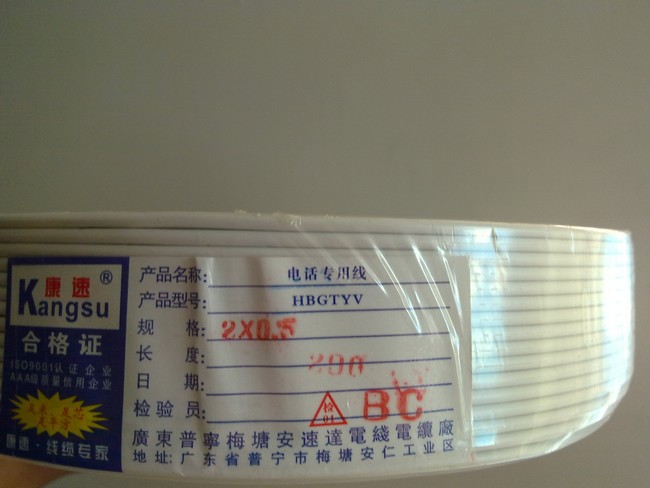 康速®
Kangsu
合格证
ISO9001认证企业
AAA级质量信用企业
康速·线缆专家
产品名称: 电话专用线
产品型号: HBGTYV
规 格: 2X0.5
长 度:
日 期:
检验员: 检 01 BC
廣東普寧梅塘安速達電綫電纜廠
地址: 广东省普宁市梅塘安仁工业区